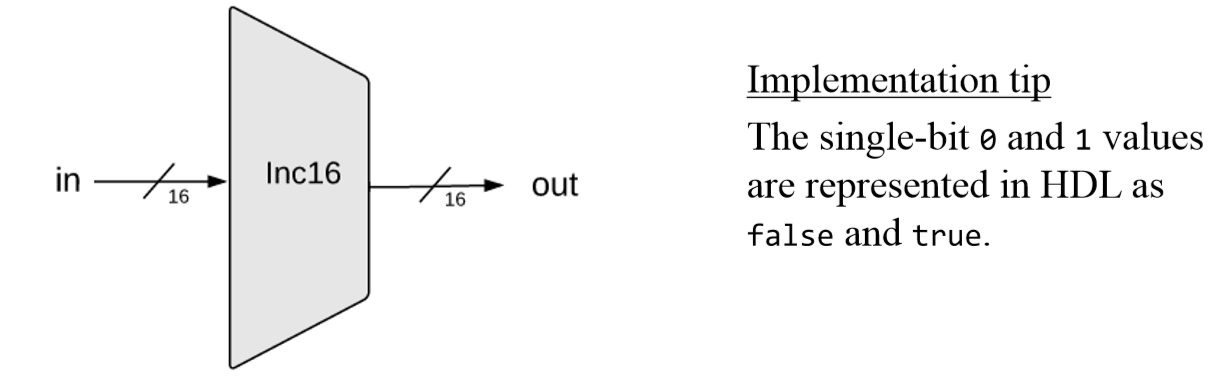 in
16
Inc16
16
out
Implementation tip
The single-bit 0 and 1 values
are represented in HDL as
false and true.